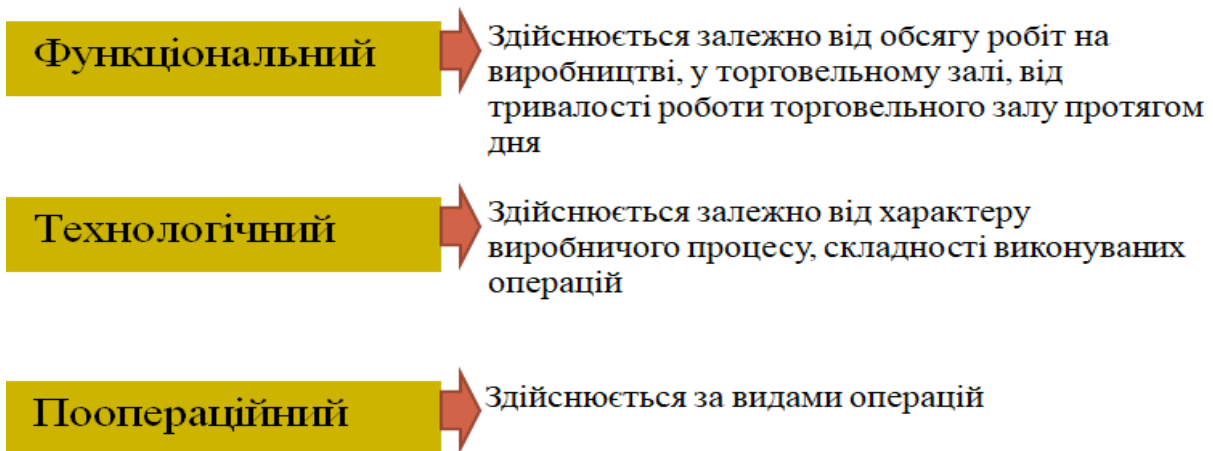 Функціональний
Здійснюється залежно від обсягу робіт на
виробництві, у торговельному залі, від
тривалості роботи торговельного залу протягом
дня
Технологічний
Здійснюється залежно від характеру
виробничого процесу, складності виконуваних
операцій
Поопераційний
Здійснюється за видами операцій